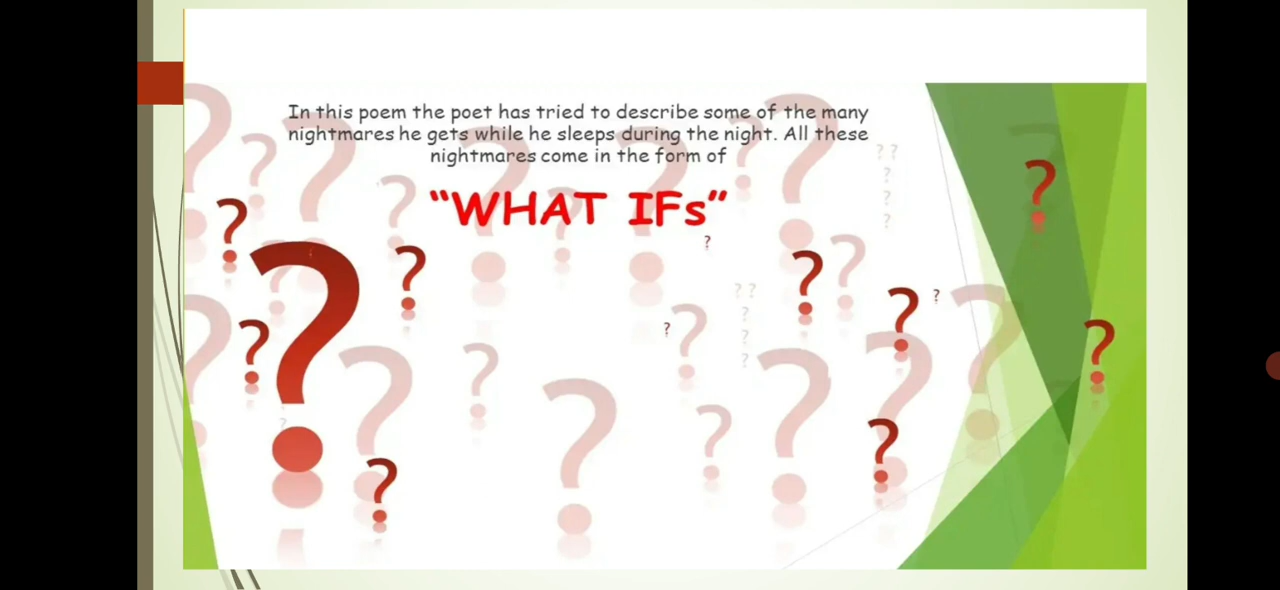 In this poem the poet has tried to describe some of the many
nightmares he gets while he sleeps during the night. All these
nightmares come in the form of
“WHAT IFs”